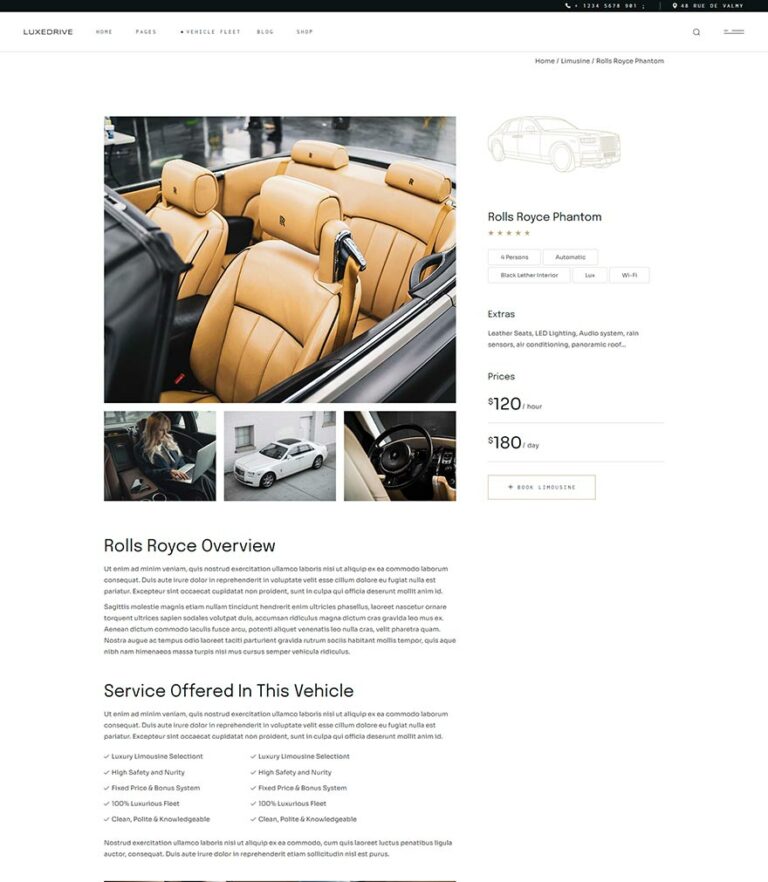 + 1234 5678 901 ;
48 RUE DE VALMY
LUXEDRIVE
HOME
PAGES
VEHICLE FLEET
BLOG
SHOP
Home / Limusine / Rolls Royce Phantom
Rolls Royce Phantom
4 Persons
Automatic
Black Lether Interior
Lux
Wi-Fi
Extras
Leather Seats, LED Lighting, Audio system, rain
sensors, air conditioning, panoramic roof...
Prices
$120 / hour
$180 / day
+ BOOK LIMOUSINE
Rolls Royce Overview
Ut enim ad minim veniam, quis nostrud exercitation ullamco laboris nisi ut aliquip ex ea commodo laborum
consequat. Duis aute irure dolor in reprehenderit in voluptate velit esse cillum dolore eu fugiat nulla est
pariatur. Excepteur sint occaecat cupidatat non proident, sunt in culpa qui officia deserunt mollit anim id.
Sagittis molestie magnis etiam nullam tincidunt hendrerit enim ultricies phasellus, laoreet nascetur ornare
torquent ultrices sapien sodales volutpat duis, accumsan ridiculus magna dictum cras gravida leo mus ex.
Aenean dictum commodo iaculis fusce arcu, potenti aliquet venenatis leo nulla cras, velit pharetra quam.
Nostra augue ac tempus odio laoreet taciti parturient gravida rutrum sociis habitant mollis tempor, quis aque
nibh nam himenaeos massa turpis nisi mus cursus semper vehicula ridiculus.
Service Offered In This Vehicle
Ut enim ad minim veniam, quis nostrud exercitation ullamco laboris nisi ut aliquip ex ea commodo laborum
consequat. Duis aute irure dolor in reprehenderit in voluptate velit esse cillum dolore eu fugiat nulla est
pariatur. Excepteur sint occaecat cupidatat non proident, sunt in culpa qui officia deserunt mollit anim id.
Luxury Limousine Selectiont
Luxury Limousine Selectiont
High Safety and Nurity
High Safety and Nurity
Fixed Price & Bonus System
Fixed Price & Bonus System
100% Luxurious Fleet
100% Luxurious Fleet
Clean, Polite & Knowledgeable
Clean, Polite & Knowledgeable
Nostrud exercitation ullamco laboris nisi ut aliquip ex ea commodo, cum quis laoreet luctus penatibus ligula
auctor, consequat. Duis aute irure dolor in reprehenderit etiam sollicitudin nisl est purus.